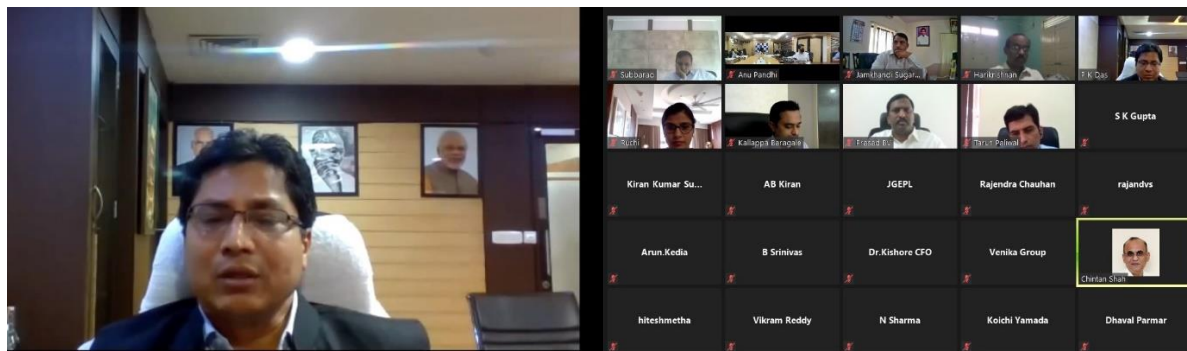 Subbarao
Anu Pandhi
Jamkhandi Sugar...
Harikrishnan
P K Das
Ruchi
Kallappa Baragale
Prasad BV
Tarun Paliwal
S K Gupta
Kiran Kumar Su...
AB Kiran
JGEPL
Rajendra Chauhan
rajandvs
Arun.Kedia
B Srinivas
Dr.Kishore CFO
Venika Group
Chintan Shah
hiteshmetha
Vikram Reddy
N Sharma
Koichi Yamada
Dhaval Parmar